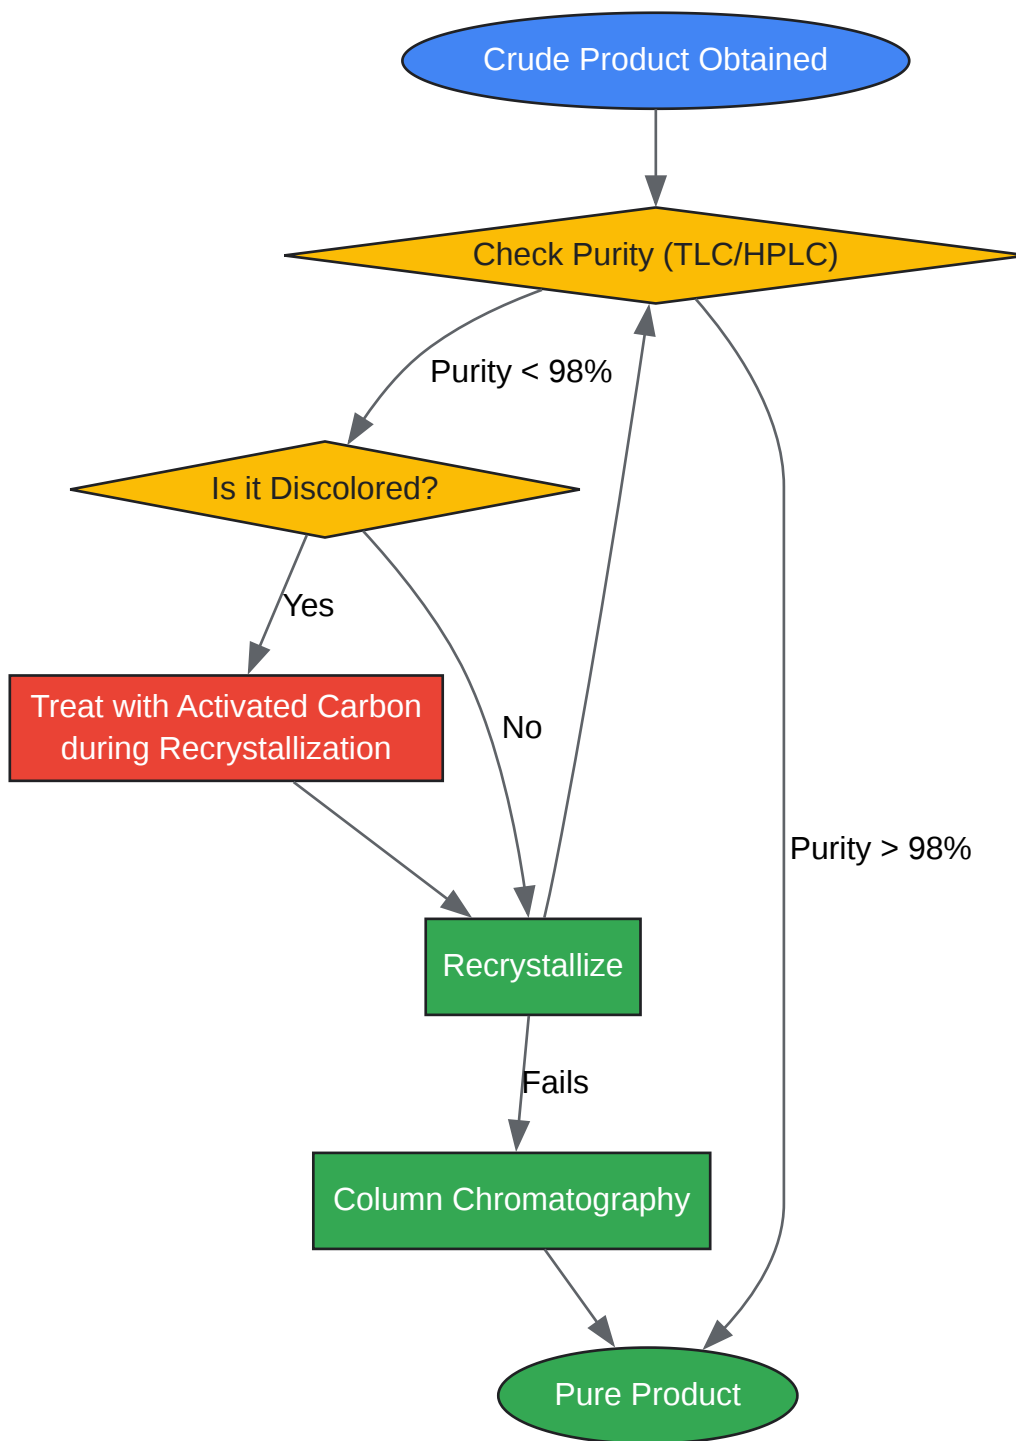 Crude Product Obtained
Check Purity (TLC/HPLC)
Purity < 98%
Is it Discolored?
Yes
Treat with Activated Carbon
during Recrystallization
No
Purity > 98%
Recrystallize
Fails
Column Chromatography
Pure Product